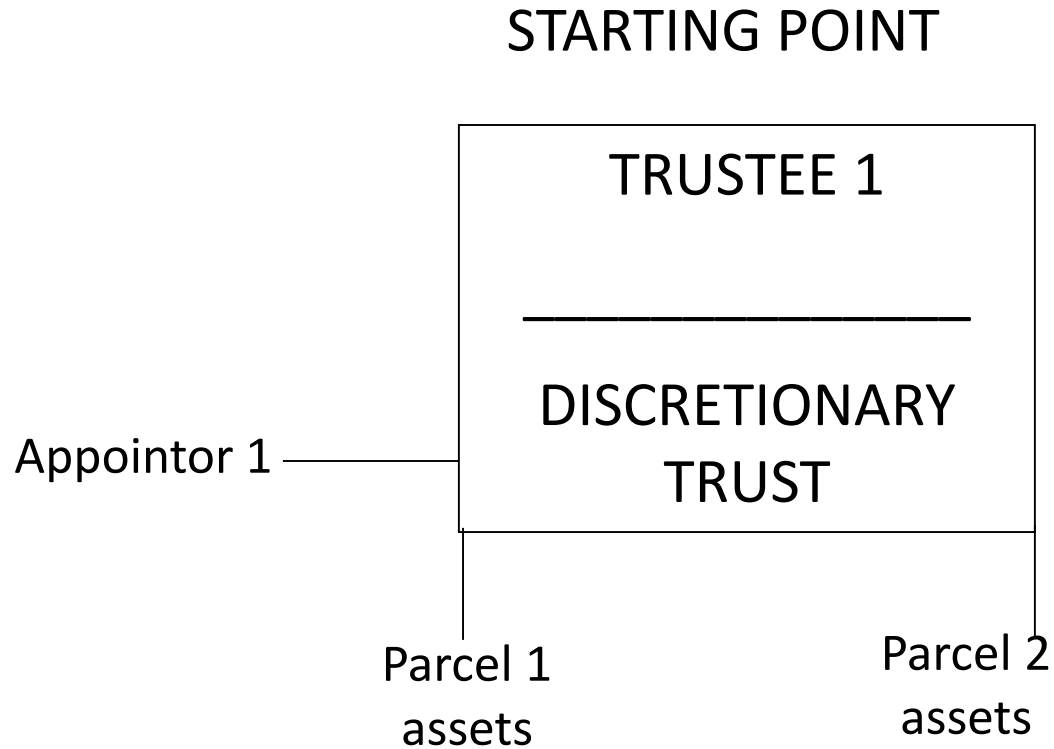 STARTING POINT
TRUSTEE 1
DISCRETIONARY
TRUST
Appointor 1
Parcel 1
assets
Parcel 2
assets